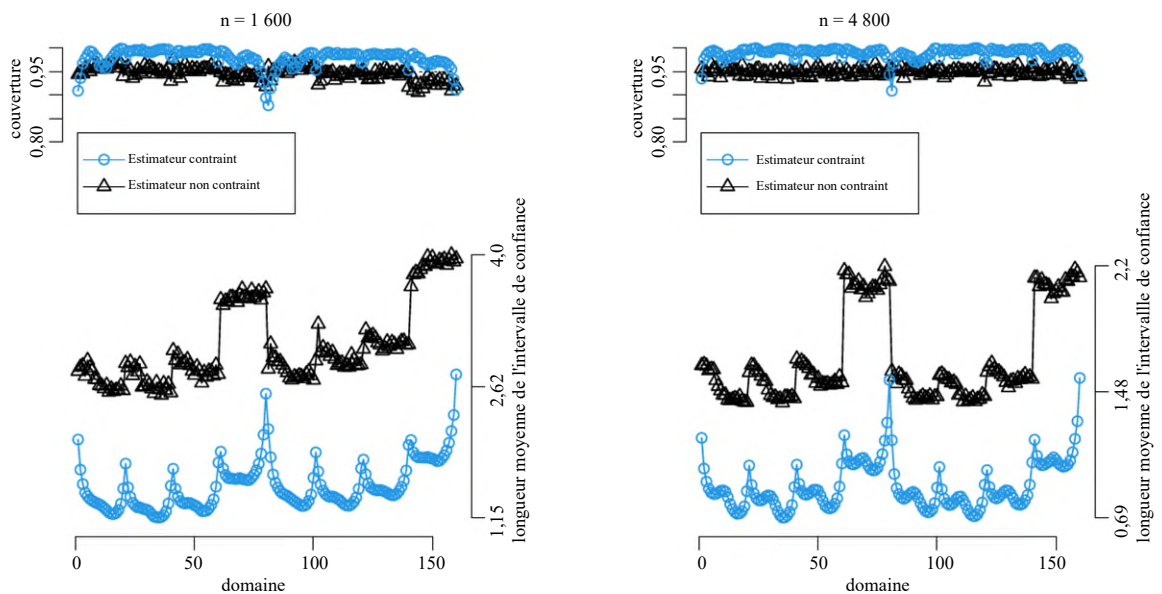 n = 1 600
couverture
0,95
0,80
Estimateur contraint
Estimateur non contraint
4,0
2,62
1,15
longueur moyenne de l'intervalle de confiance
0
50
100
150
domaine
n = 4 800
couverture
0,95
0,80
Estimateur contraint
Estimateur non contraint
2,2
1,48
0,69
longueur moyenne de l'intervallle de confiance
0
50
100
150
domaine